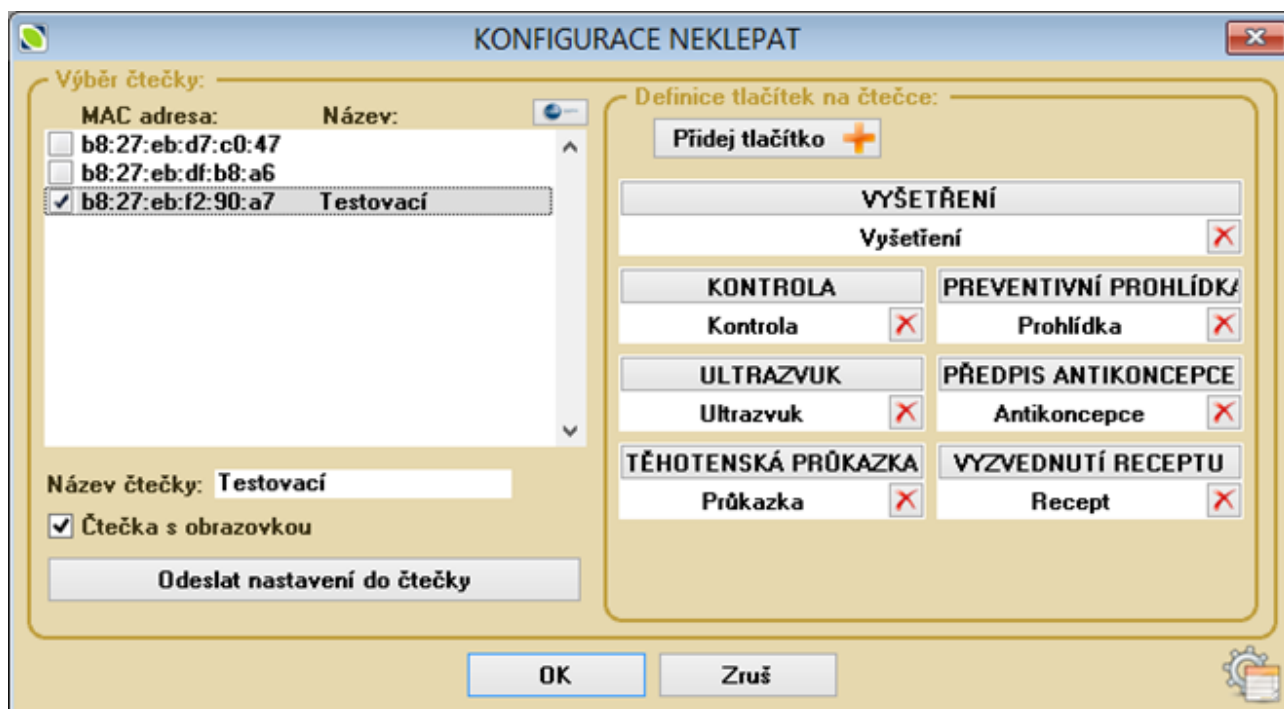 KONFIGURACE NEKLEPAT
Výběr čtečky:
MAC adresa: Název:
b8:27:eb:d7:c0:47
b8:27:eb:df:b8:a6
b8:27:eb:f2:90:a7 Testovací
Název čtečky: Testovací
Čtečka s obrazovkou
Odeslat nastavení do čtečky
Definice tlačítek na čtečce:
Přidej tlačítko
VYŠETŘENÍ
Vyšetření
KONTROLA PREVENTIVNÍ PROHLÍDKA
Kontrola Prohlídka
ULTRAZVUK PŘEDPIS ANTIKONCEPCE
Ultrazvuk Antikoncepce
TĚHOTENSKÁ PRŮKAZKA VYZVEDNUTÍ RECEPTU
Průkazka Recept
OK Zruš